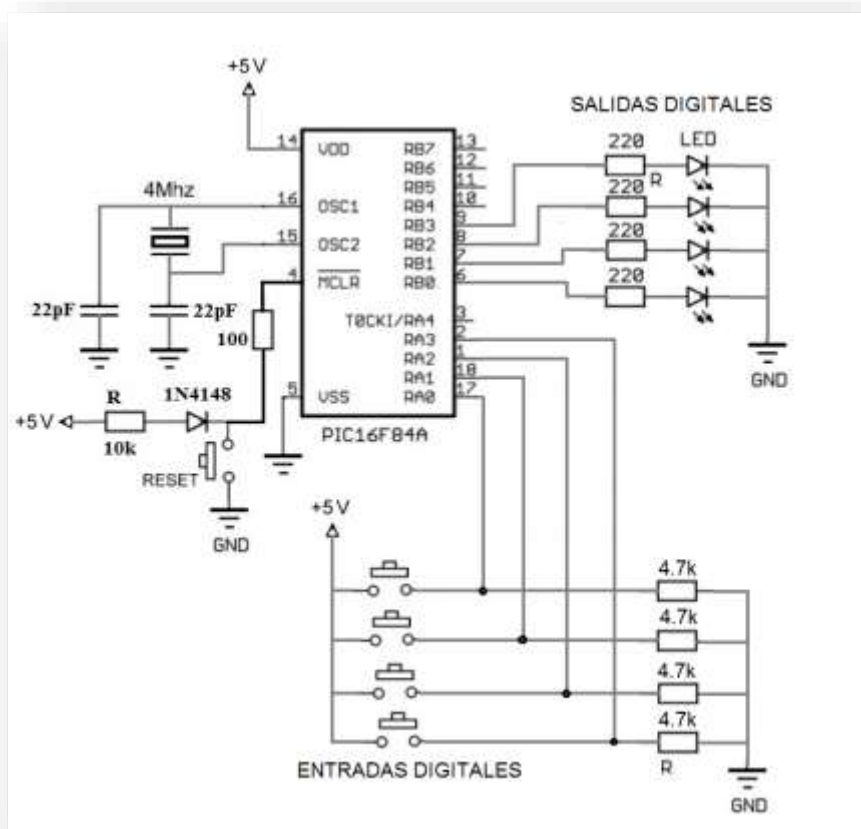 +5V
SALIDAS DIGITALES
LED
220
R
220
220
220
14
VDD
RB7
13
RB6
12
RB5
11
RB4
10
RB3
9
RB2
8
RB1
7
RB0
6
4Mhz
16
OSC1
15
OSC2
4
MCLR
22pF
22pF
100
T0CKI/RA4
3
RA3
2
RA2
1
RA1
18
RA0
17
5
VSS
PIC16F84A
GND
+5V
R
10k
1N4148
RESET
GND
+5V
4.7k
4.7k
4.7k
4.7k
R
ENTRADAS DIGITALES
GND